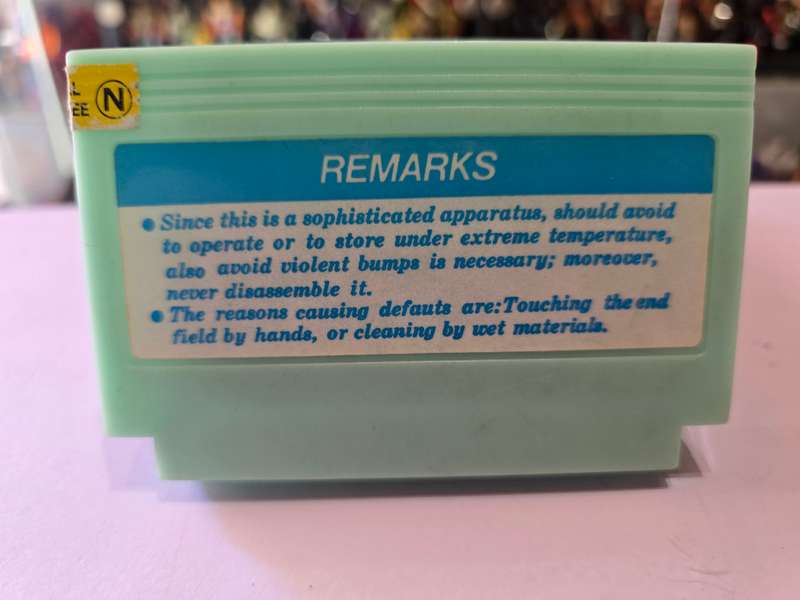 L
EE N
REMARKS
● Since this is a sophisticated apparatus, should avoid
to operate or to store under extreme temperature,
also avoid violent bumps is necessary; moreover,
never disassemble it.
● The reasons causing defauts are:Touching the end
field by hands, or cleaning by wet materials.